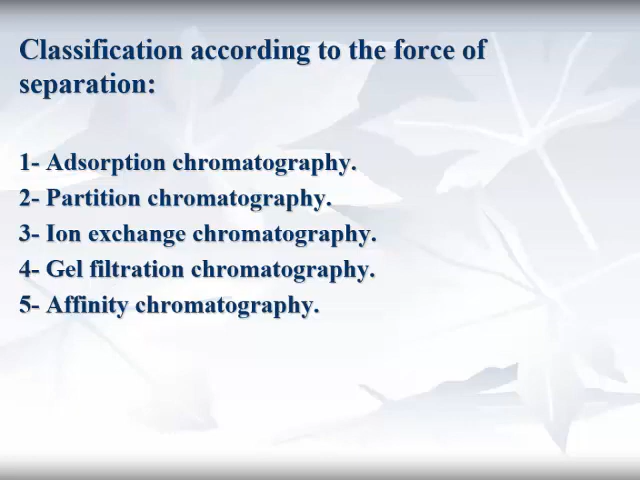 Classification according to the force of
separation:
1- Adsorption chromatography.
2- Partition chromatography.
3- Ion exchange chromatography.
4- Gel filtration chromatography.
5- Affinity chromatography.